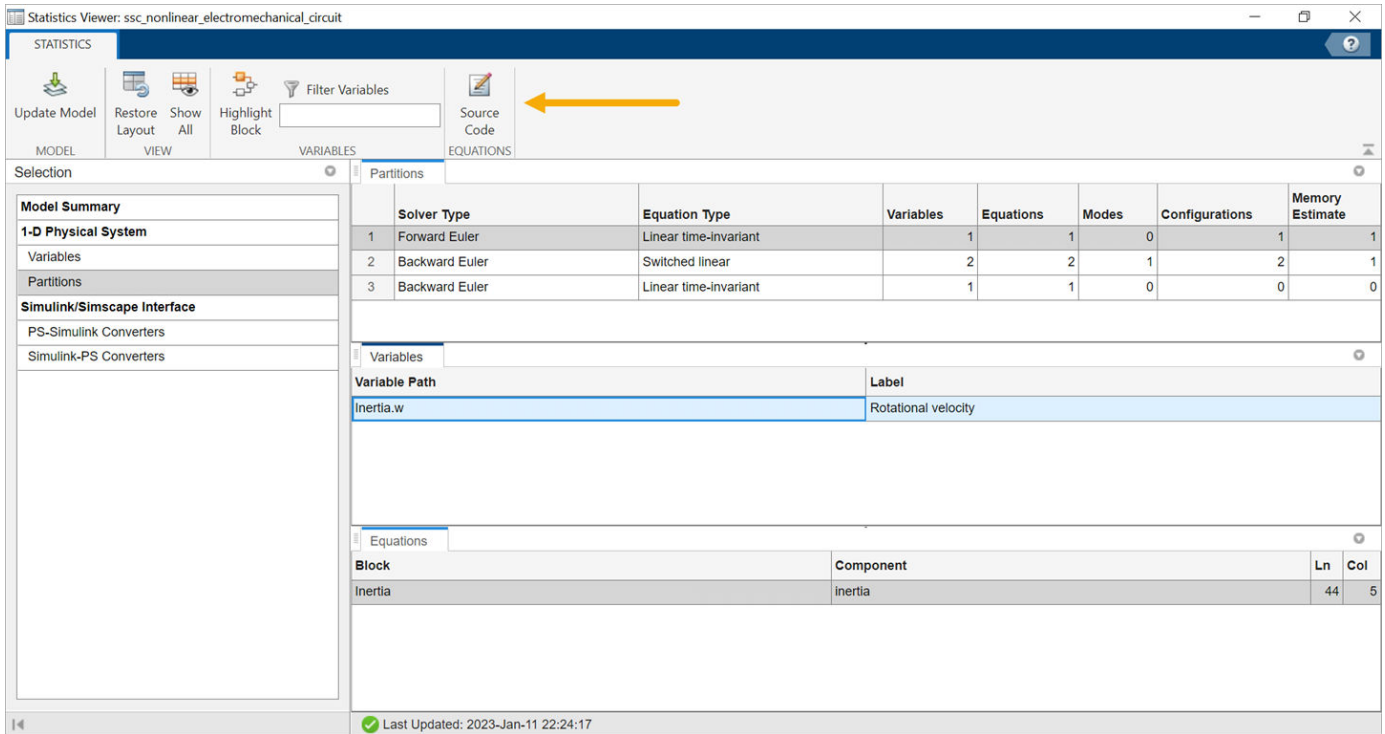 Statistics Viewer: ssc_nonlinear_electromechanical_circuit
STATISTICS
?
Update Model
Restore Layout
Show All
Highlight Block
Filter Variables
Source Code
MODEL
VIEW
VARIABLES
EQUATIONS
Selection
Model Summary
1-D Physical System
Variables
Partitions
Simulink/Simscape Interface
PS-Simulink Converters
Simulink-PS Converters
Partitions
Solver Type Equation Type Variables Equations Modes Configurations Memory Estimate
1 Forward Euler Linear time-invariant 1 1 0 1 1
2 Backward Euler Switched linear 2 2 1 2 1
3 Backward Euler Linear time-invariant 1 1 0 0 0
Variables
Variable Path Label
Inertia.w Rotational velocity
Equations
Block Component Ln Col
Inertia inertia 44 5
Last Updated: 2023-Jan-11 22:24:17